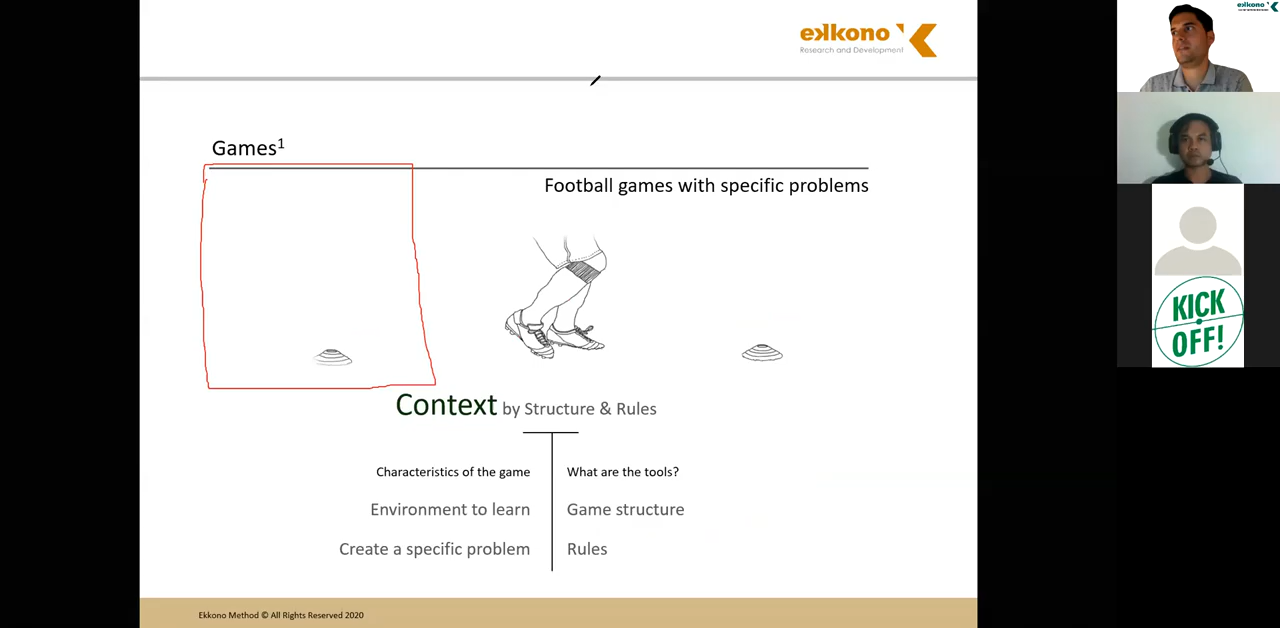 ekkono
Research and Development
ekkono
Games1
Football games with specific problems
KICK
OFF!
Context by Structure & Rules
Characteristics of the game
What are the tools?
Environment to learn
Game structure
Create a specific problem
Rules
Ekkono Method © All Rights Reserved 2020